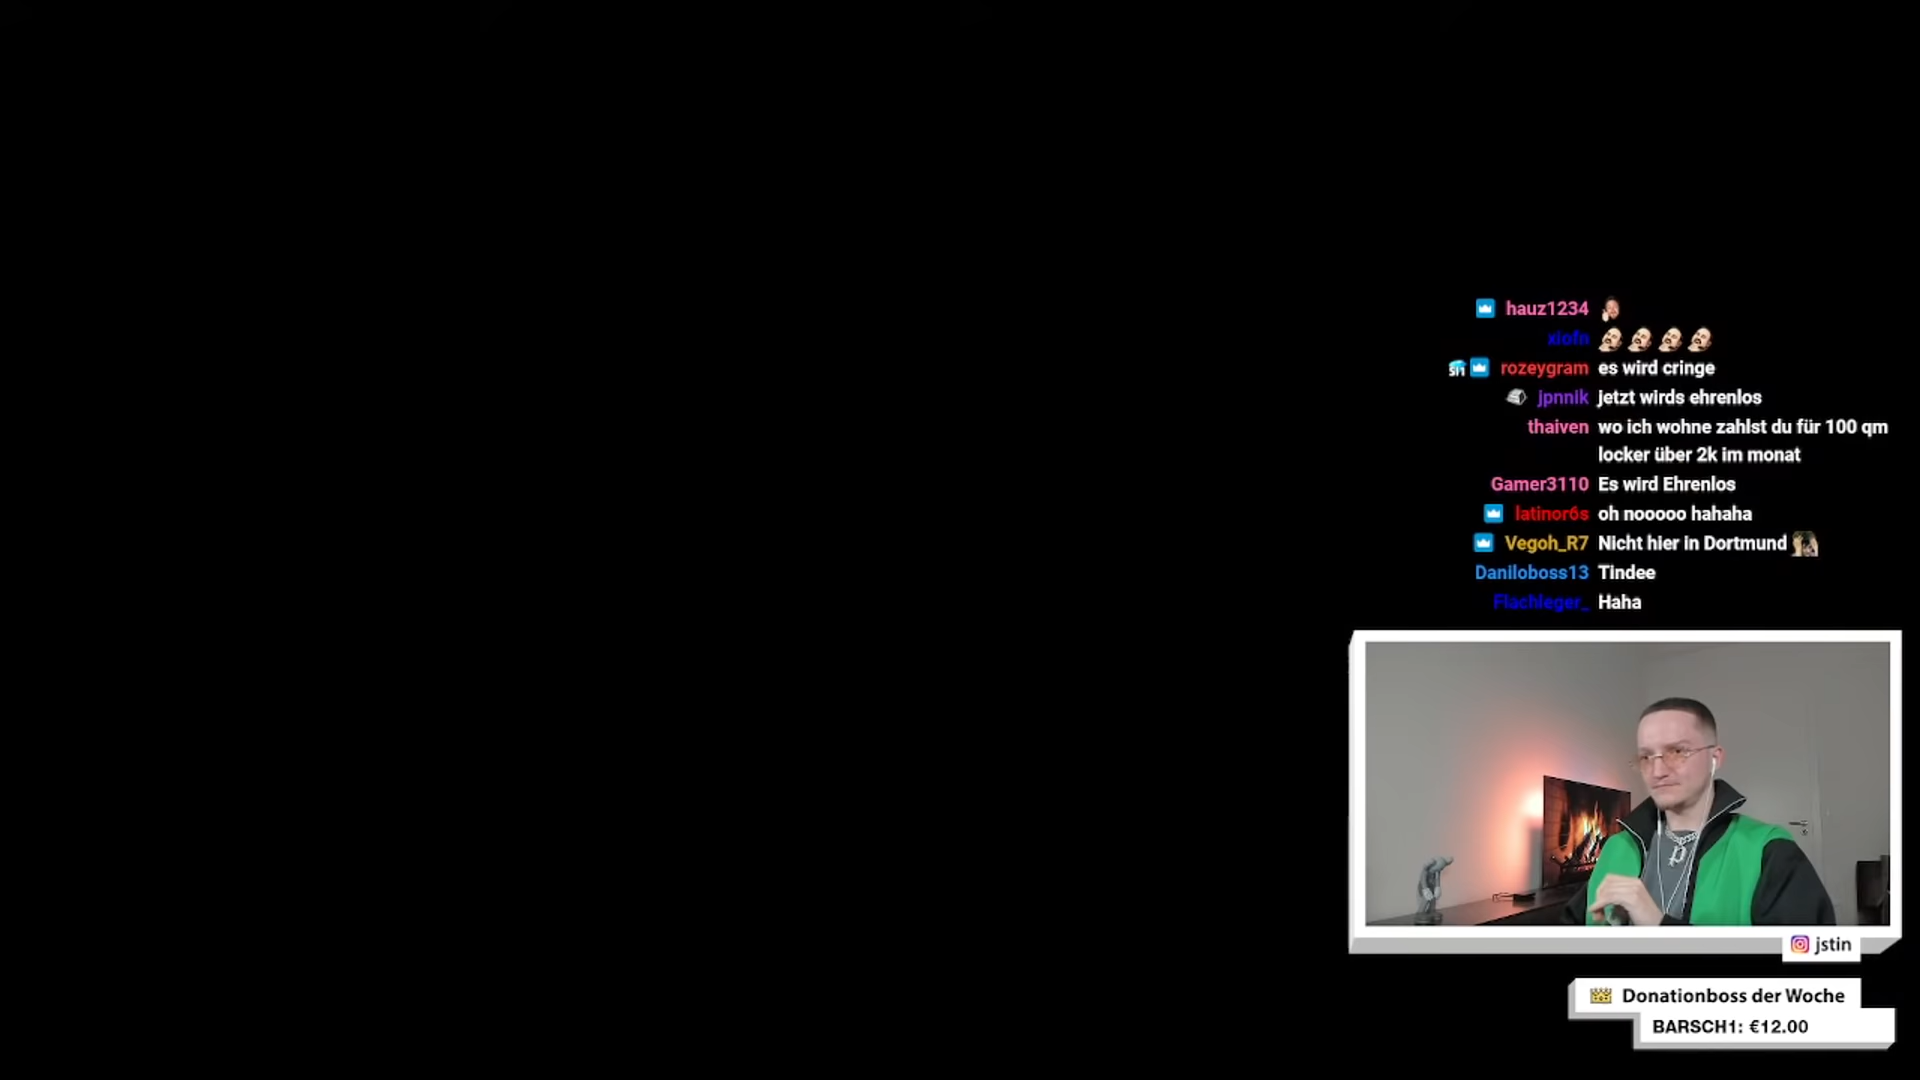 hauz1234
xlofn
rozeygram es wird cringe
jpnnik jetzt wirds ehrenlos
thaiven wo ich wohne zahlst du für 100 qm
locker über 2k im monat
Gamer3110 Es wird Ehrenlos
latinor6s oh nooooo hahaha
Vegoh_R7 Nicht hier in Dortmund
Daniloboss13 Tindee
Flachleger_ Haha
jstin
Donationboss der Woche
BARSCH1: €12.00